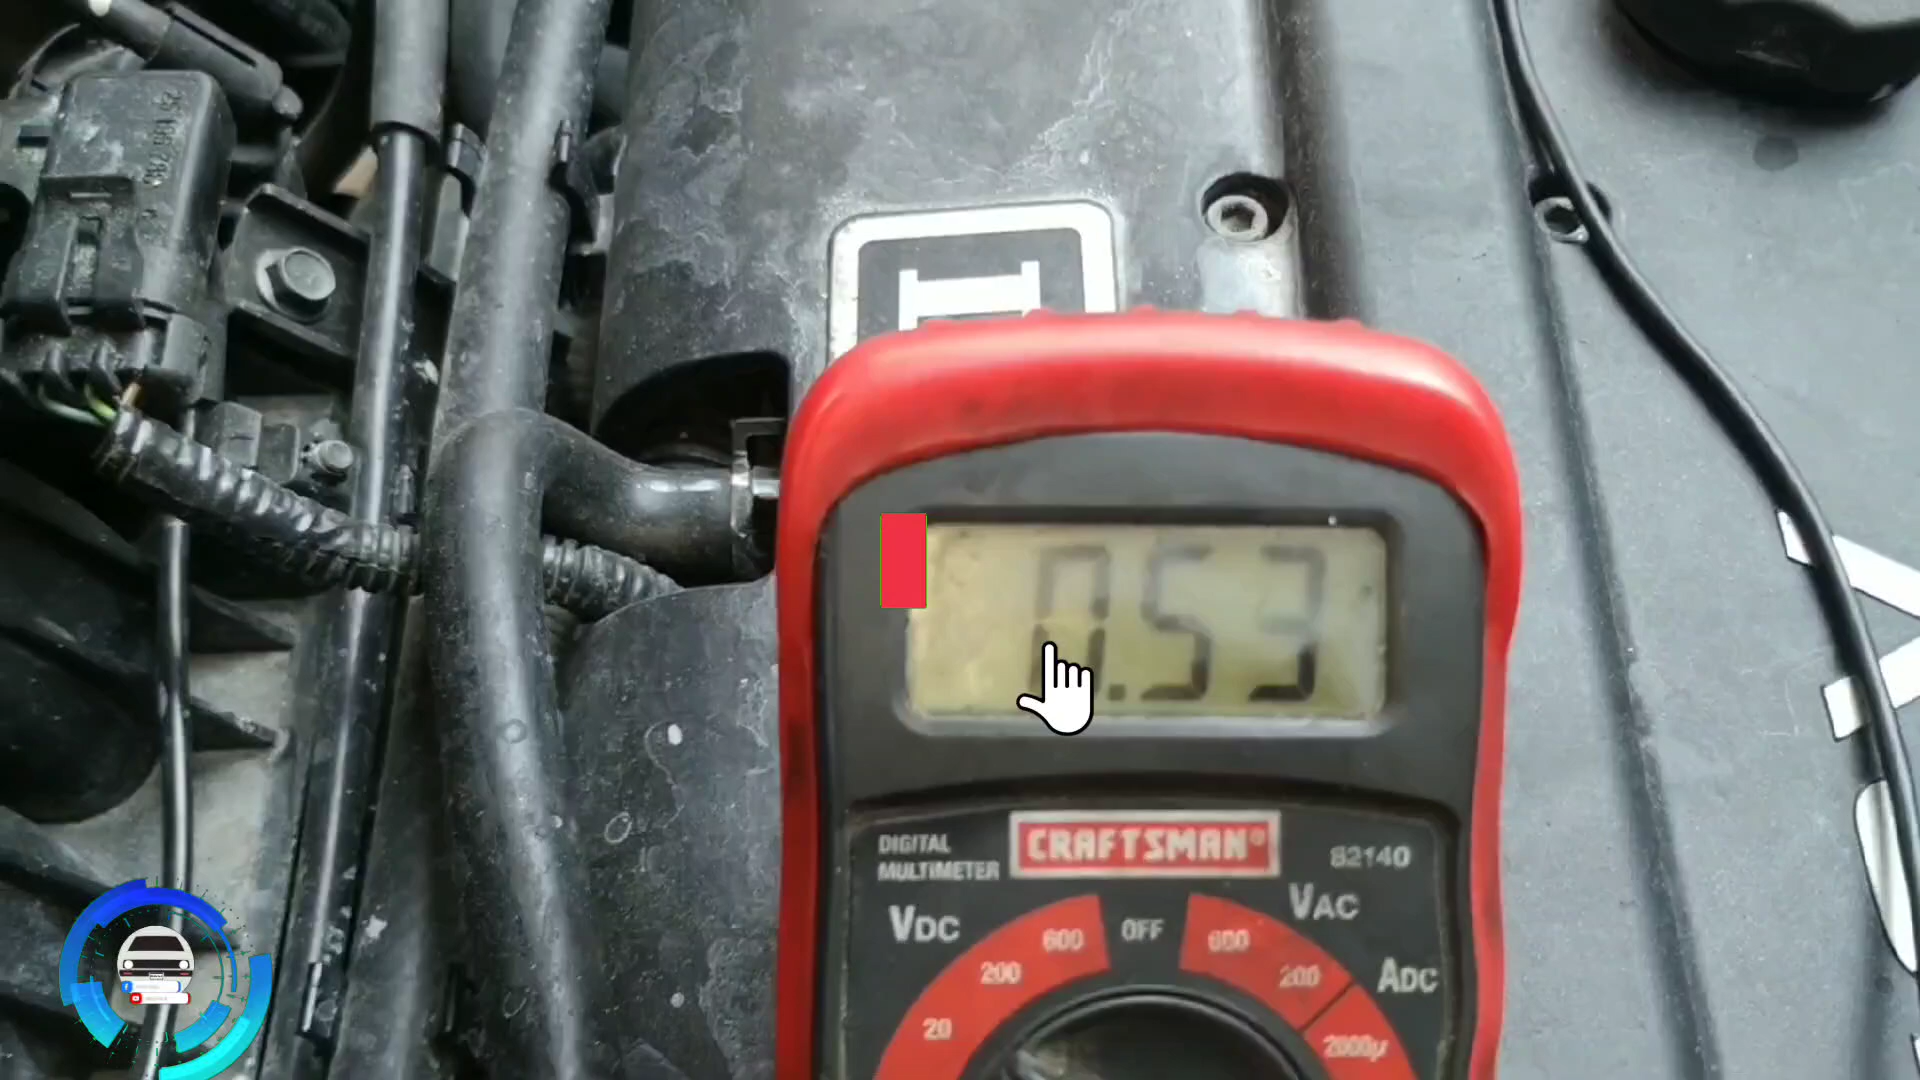 0.53
DIGITAL
MULTIMETER
CRAFTSMAN®
82140
VDC
OFF
VAC
600
600
200
200
ADC
20
2000µ